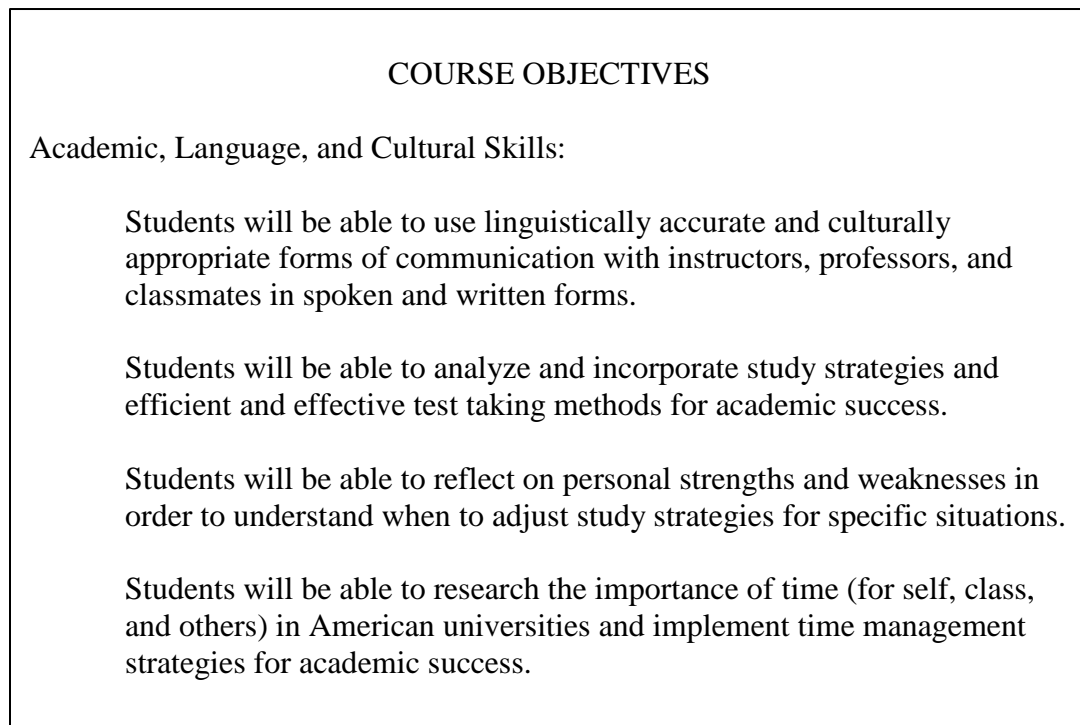 COURSE OBJECTIVES
Academic, Language, and Cultural Skills:
Students will be able to use linguistically accurate and culturally
appropriate forms of communication with instructors, professors, and
classmates in spoken and written forms.
Students will be able to analyze and incorporate study strategies and
efficient and effective test taking methods for academic success.
Students will be able to reflect on personal strengths and weaknesses in
order to understand when to adjust study strategies for specific situations.
Students will be able to research the importance of time (for self, class,
and others) in American universities and implement time management
strategies for academic success.